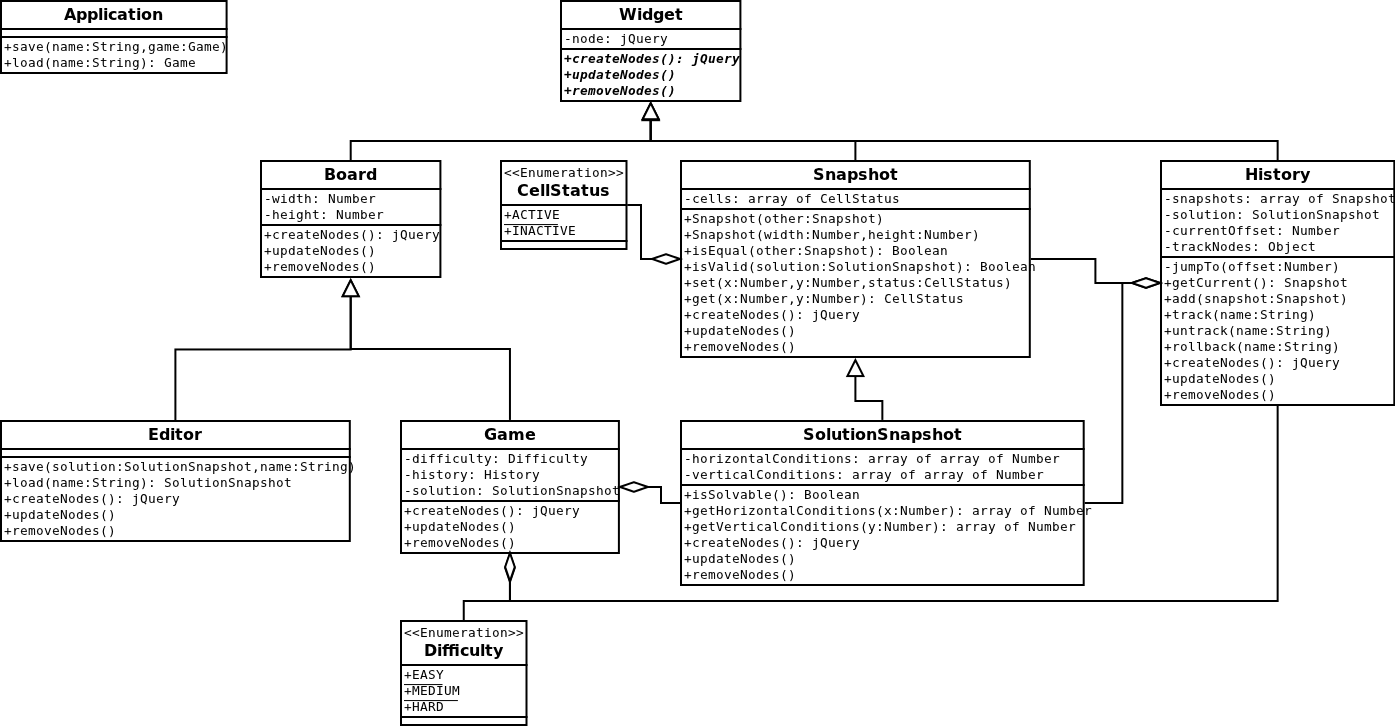 Application
+save(name:String,game:Game)
+load(name:String): Game
Widget
-node: jQuery
+createNodes(): jQuery
+updateNodes()
+removeNodes()
Board
-width: Number
-height: Number
+createNodes(): jQuery
+updateNodes()
+removeNodes()
<<Enumeration>>
CellStatus
+ACTIVE
+INACTIVE
Snapshot
-cells: array of CellStatus
+Snapshot(other:Snapshot)
+Snapshot(width:Number,height:Number)
+isEqual(other:Snapshot): Boolean
+isValid(solution:SolutionSnapshot): Boolean
+set(x:Number,y:Number,status:CellStatus)
+get(x:Number,y:Number): CellStatus
+createNodes(): jQuery
+updateNodes()
+removeNodes()
History
-snapshots: array of Snapshot
-solution: SolutionSnapshot
-currentOffset: Number
-trackNodes: Object
-jumpTo(offset:Number)
+getCurrent(): Snapshot
+add(snapshot:Snapshot)
+track(name:String)
+untrack(name:String)
+rollback(name:String)
+createNodes(): jQuery
+updateNodes()
+removeNodes()
Editor
+save(solution:SolutionSnapshot,name:String)
+load(name:String): SolutionSnapshot
+createNodes(): jQuery
+updateNodes()
+removeNodes()
Game
-difficulty: Difficulty
-history: History
-solution: SolutionSnapshot
+createNodes(): jQuery
+updateNodes()
+removeNodes()
SolutionSnapshot
-horizontalConditions: array of array of Number
-verticalConditions: array of array of Number
+isSolvable(): Boolean
+getHorizontalConditions(x:Number): array of Number
+getVerticalConditions(y:Number): array of Number
+createNodes(): jQuery
+updateNodes()
+removeNodes()
<<Enumeration>>
Difficulty
+EASY
+MEDIUM
+HARD